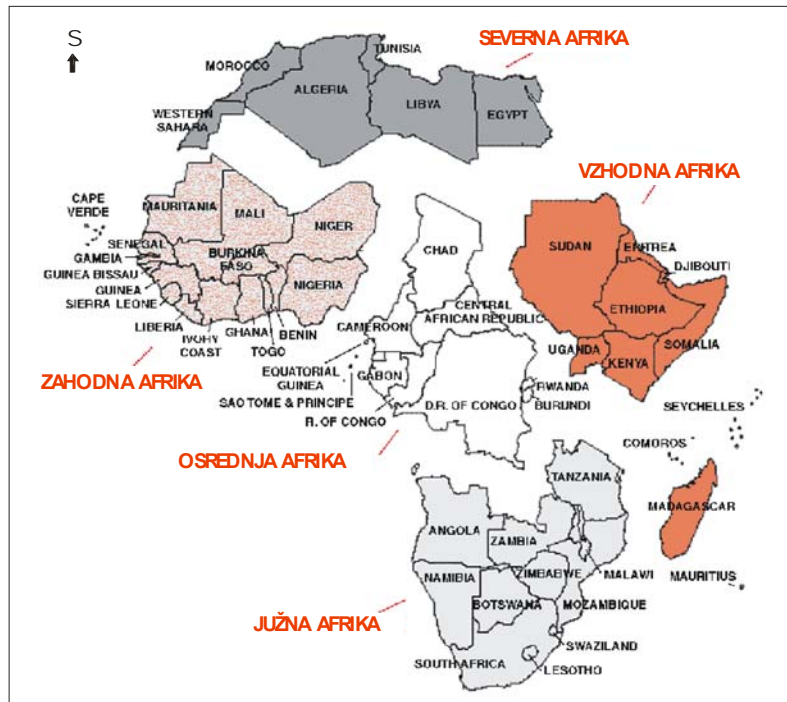 S
SEVERNA AFRIKA
TUNISIA
MOROCCO
ALGERIA
LIBYA
EGYPT
WESTERN
SAHARA
VZHODNA AFRIKA
CAPE
VERDE
MAURITANIA
MALI
NIGER
CHAD
SUDAN
ERITREA
DJIBOUTI
SENEGAL
GAMBIA
GUINEA BISSAU
GUINEA
SIERRA LEONE
LIBERIA
BURKINA
FASO
NIGERIA
IVORY
COAST
GHANA
TOGO
BENIN
ETHIOPIA
SOMALIA
UGANDA
KENYA
CENTRAL
AFRICAN REPUBLIC
CAMEROON
EQUATORIAL
GUINEA
GABON
SAO TOME & PRINCIPE
R. OF CONGO
D.R. OF CONGO
RWANDA
BURUNDI
ZAHODNA AFRIKA
OSREDNJA AFRIKA
SEYCHELLES
COMOROS
TANZANIA
MADAGASCAR
ANGOLA
ZAMBIA
NAMIBIA
ZIMBABWE
MALAWI
MAURITIUS
BOTSWANA
MOZAMBIQUE
JUŽNA AFRIKA
SWAZILAND
SOUTH AFRICA
LESOTHO